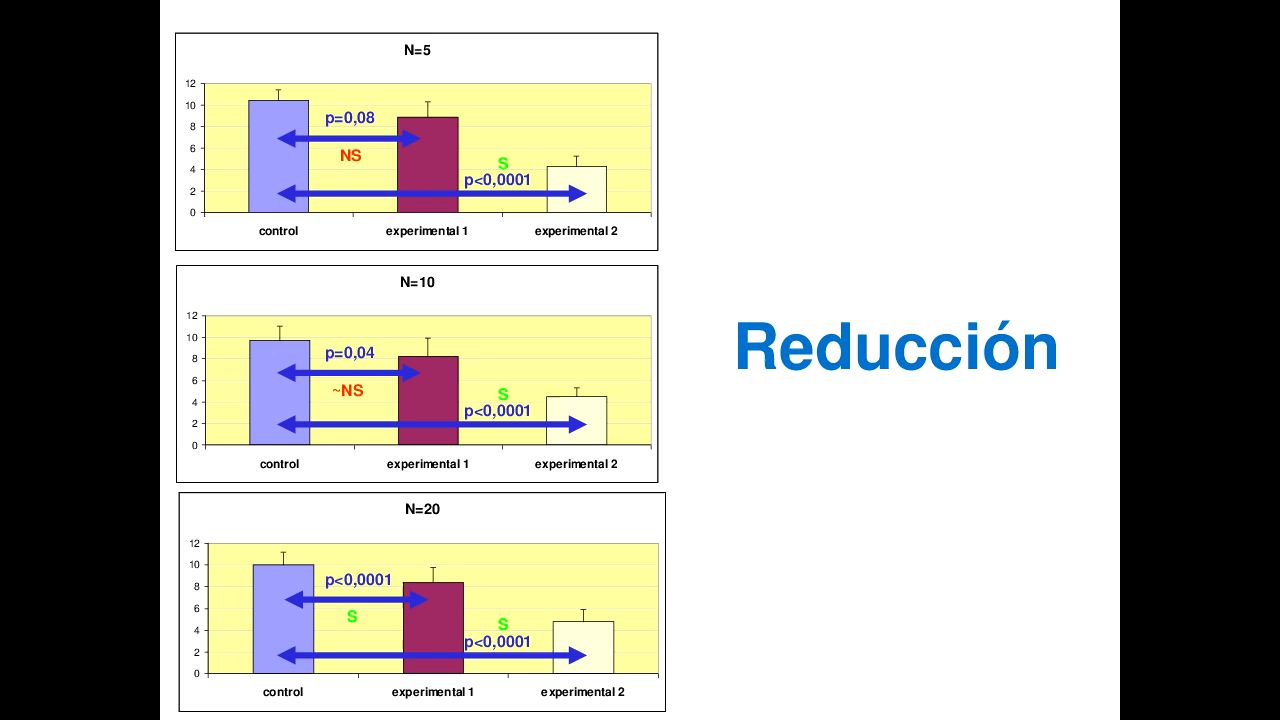 N=5
12
10
8
6
4
2
0
p=0,08
NS
S
p<0,0001
control
experimental 1
experimental 2
N=10
12
10
8
6
4
2
0
p=0,04
~NS
S
p<0,0001
control
experimental 1
experimental 2
N=20
12
10
8
6
4
2
0
p<0,0001
S
S
p<0,0001
control
experimental 1
experimental 2
Reducción